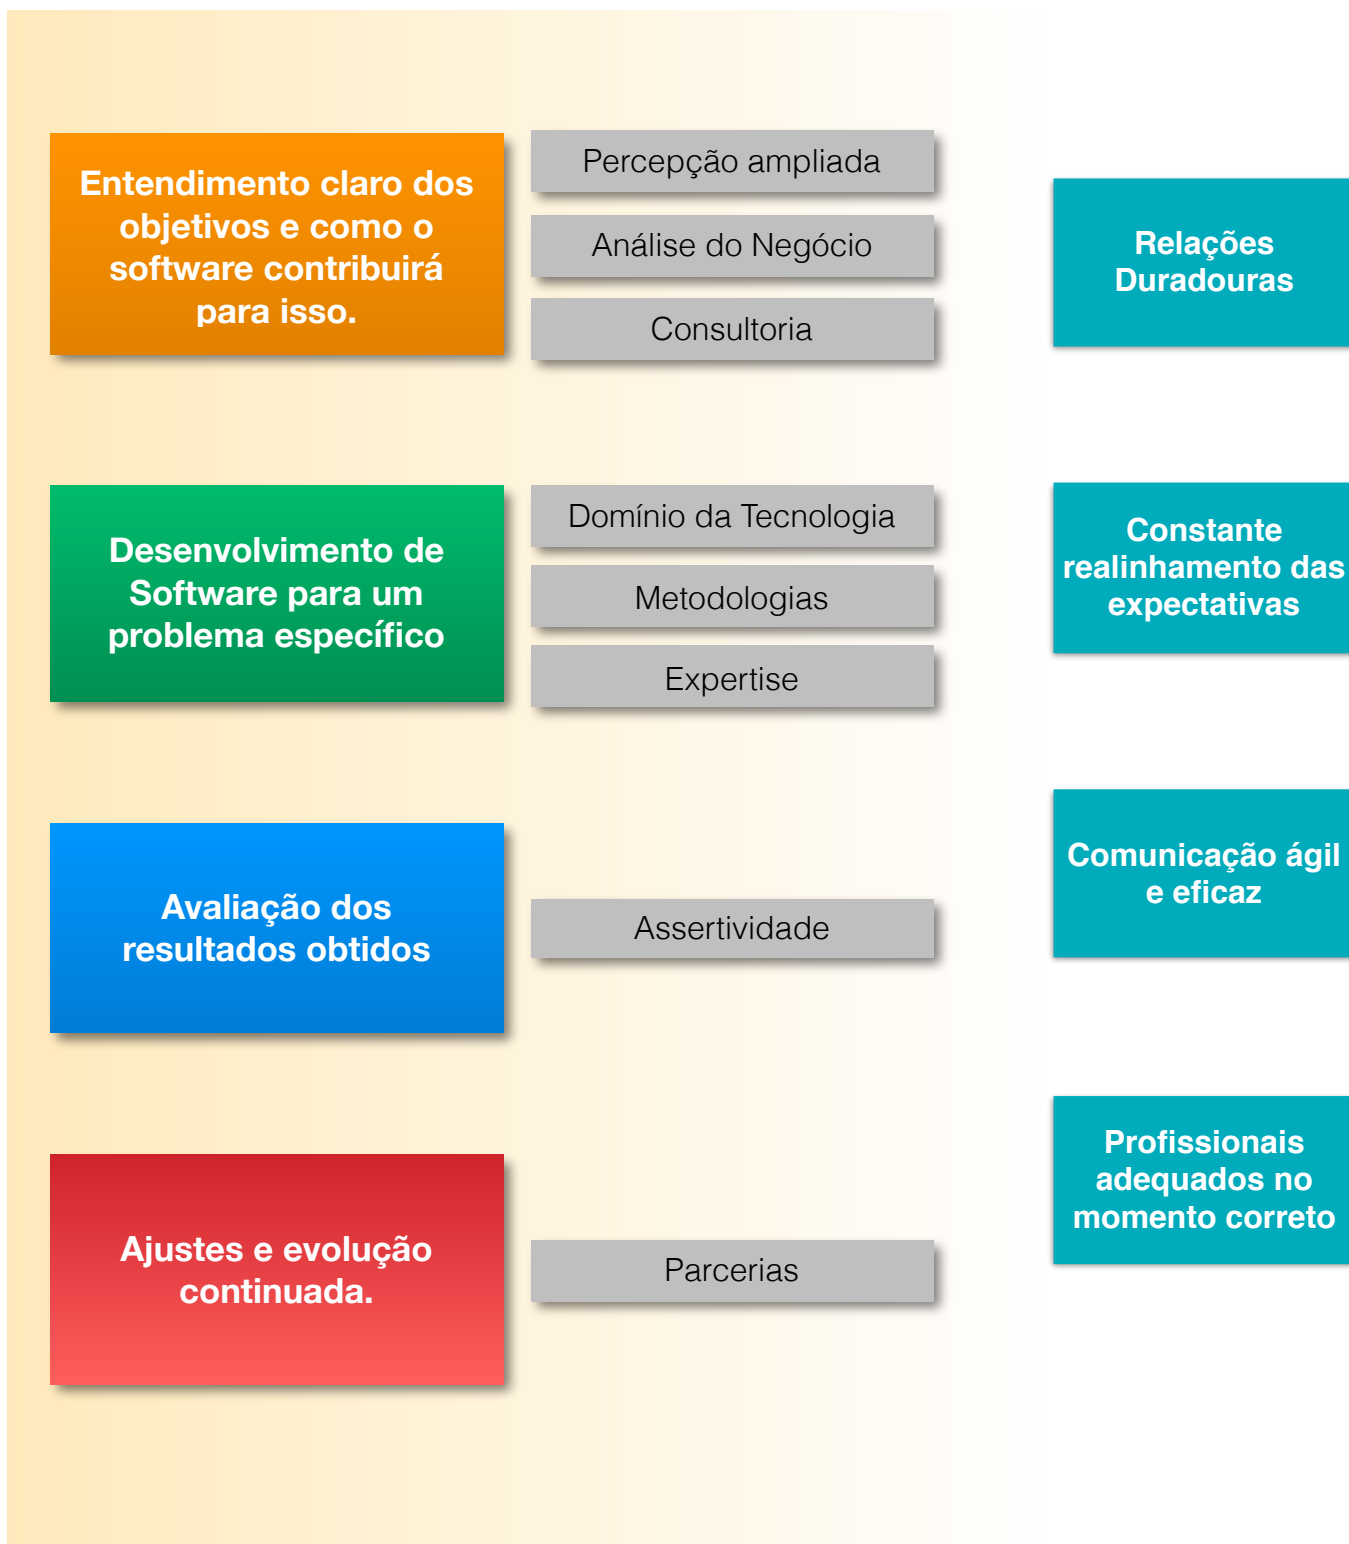 Entendimento claro dos
objetivos e como o
software contribuirá
para isso.
Percepção ampliada
Análise do Negócio
Consultoria
Desenvolvimento de
Software para um
problema específico
Domínio da Tecnologia
Metodologias
Expertise
Avaliação dos
resultados obtidos
Assertividade
Ajustes e evolução
continuada.
Parcerias
Relações
Duradouras
Constante
realinhamento das
expectativas
Comunicação ágil
e eficaz
Profissionais
adequados no
momento correto